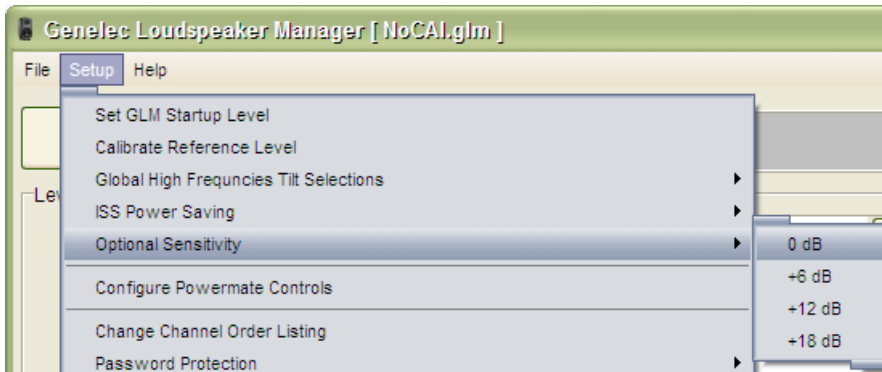 Genelec Loudspeaker Manager [ NoCAl.glm ]
File Setup Help
Set GLM Startup Level
Calibrate Reference Level
Global High Frequncies Tilt Selections
Lev
ISS Power Saving
Optional Sensitivity
0 dB
+6 dB
Configure Powermate Controls
+12 dB
Change Channel Order Listing
+18 dB
Password Protection